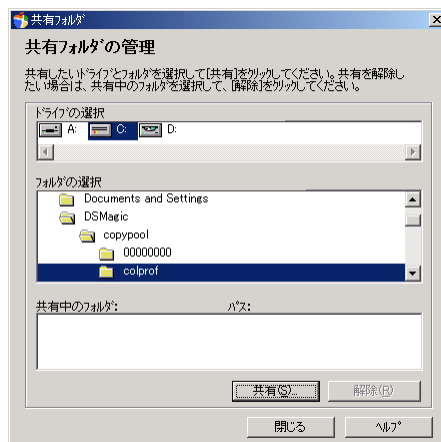 共有フォルダ
共有フォルダの管理
共有したいドライブとフォルダを選択して[共有]をクリックしてください。共有を解除し
たい場合は、共有中のフォルダを選択して、[解除]をクリックしてください。
ドライブの選択
A: C: D:
フォルダの選択
Documents and Settings
DSMagic
copypool
00000000
colprof
共有中のフォルダ: パス:
共有(S)... 解除(R)
閉じる ヘルプ